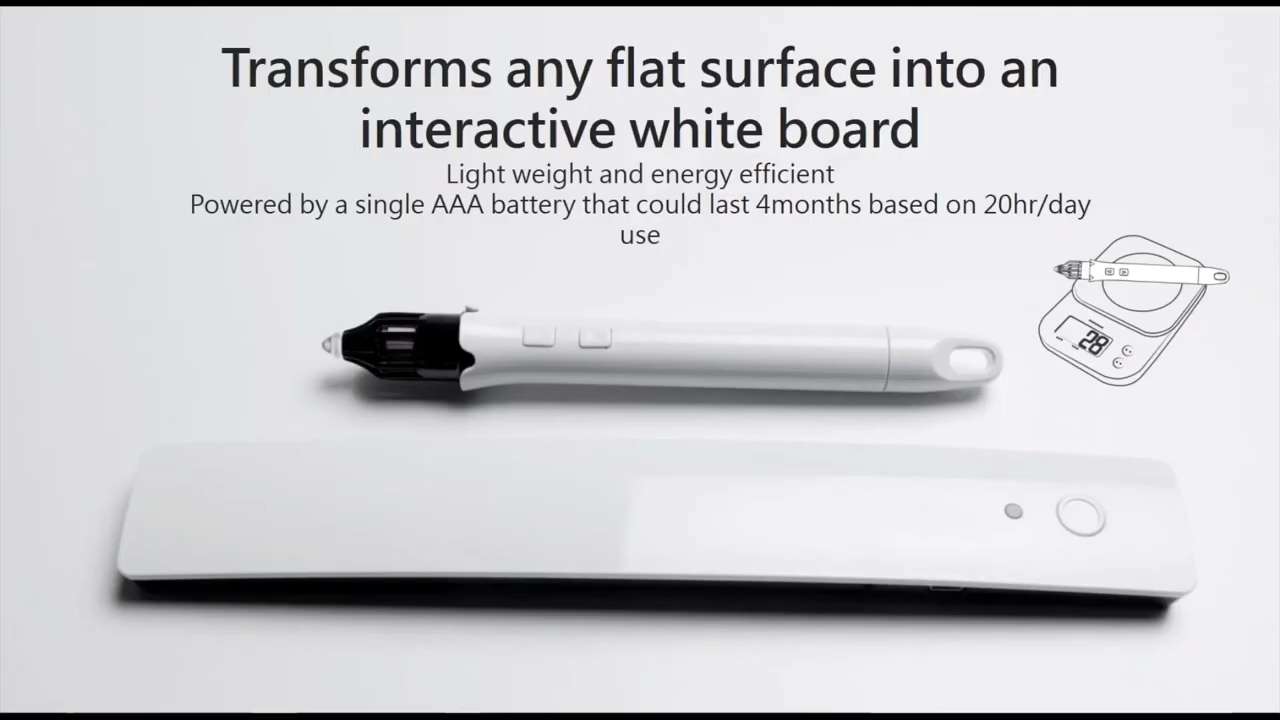 Transforms any flat surface into an
interactive white board
Light weight and energy efficient
Powered by a single AAA battery that could last 4months based on 20hr/day
use
28